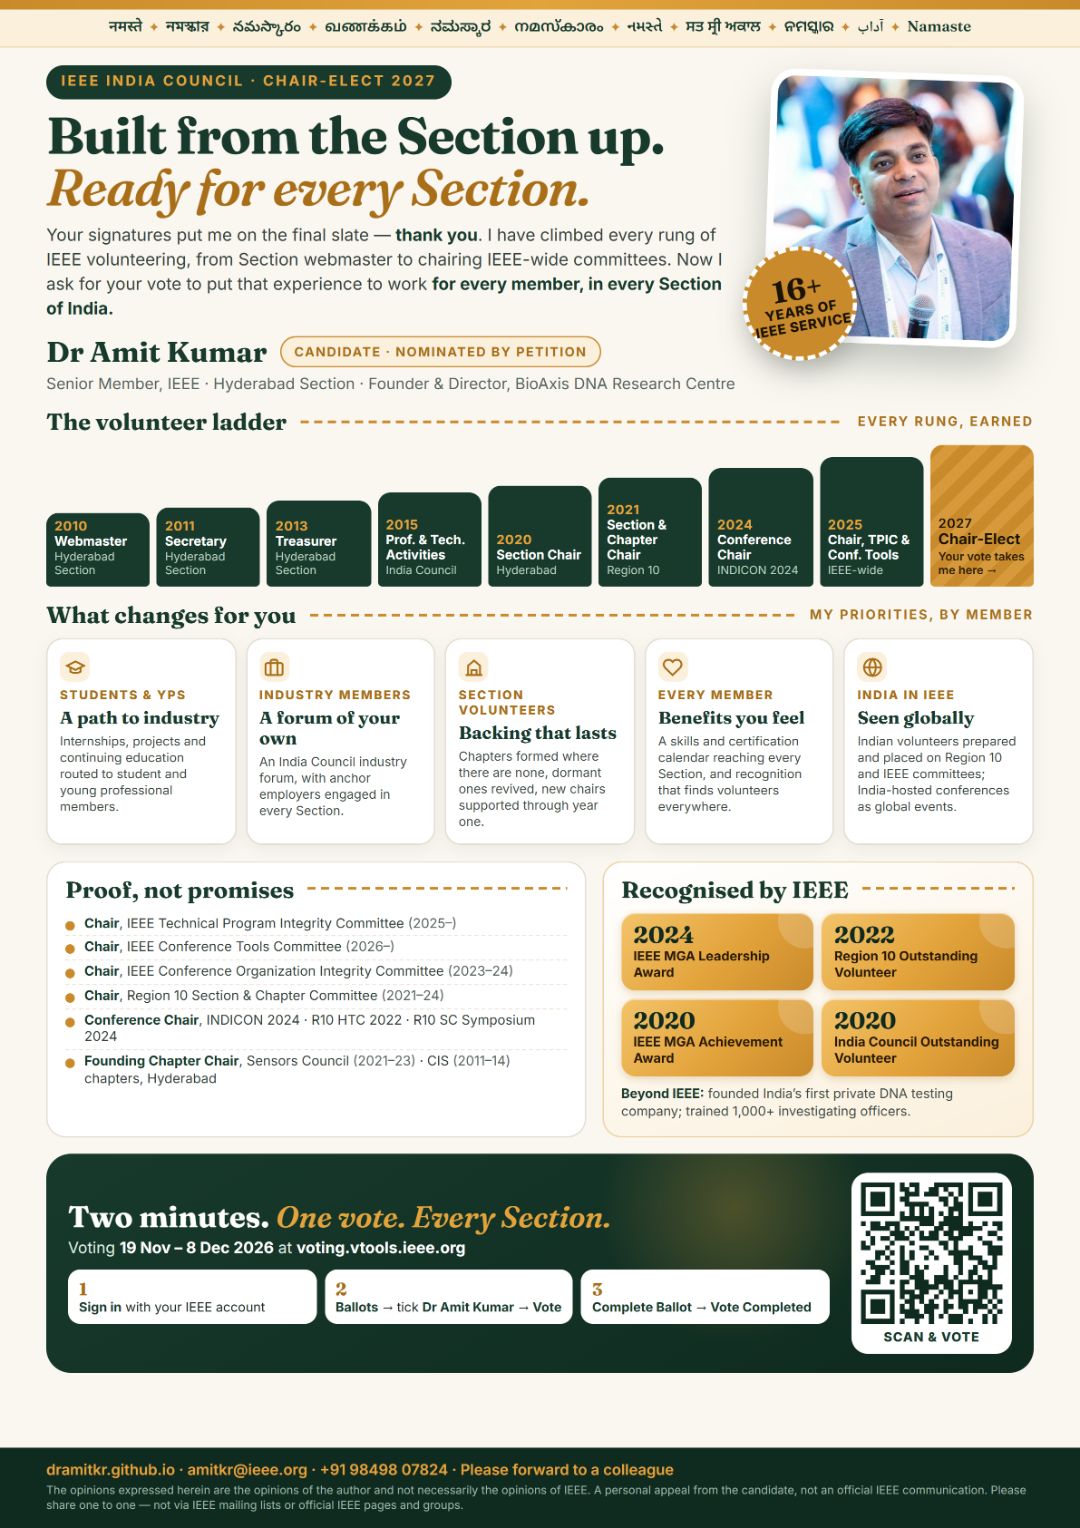 नमस्ते ✦ नमस्कार ✦ నమస్కారం ✦ வணக்கம் ✦ ನಮಸ್ಕಾರ ✦ നമസ്കാരം ✦ નમસ્તે ✦ ਸਤ ਸ੍ਰੀ ਅਕਾਲ ✦ ନମସ୍କାର ✦ آداب ✦ Namaste
IEEE INDIA COUNCIL · CHAIR-ELECT 2027
Built from the Section up.
Ready for every Section.
Your signatures put me on the final slate — thank you. I have climbed every rung of
IEEE volunteering, from Section webmaster to chairing IEEE-wide committees. Now I
ask for your vote to put that experience to work for every member, in every Section
of India.
16+
YEARS OF
IEEE SERVICE
Dr Amit Kumar
CANDIDATE · NOMINATED BY PETITION
Senior Member, IEEE · Hyderabad Section · Founder & Director, BioAxis DNA Research Centre
The volunteer ladder
EVERY RUNG, EARNED
2010
Webmaster
Hyderabad
Section
2011
Secretary
Hyderabad
Section
2013
Treasurer
Hyderabad
Section
2015
Prof. & Tech.
Activities
India Council
2020
Section Chair
Hyderabad
2021
Section &
Chapter
Chair
Region 10
2024
Conference
Chair
INDICON 2024
2025
Chair, TPIC &
Conf. Tools
IEEE-wide
2027
Chair-Elect
Your vote takes
me here →
What changes for you
MY PRIORITIES, BY MEMBER
STUDENTS & YPS
A path to industry
Internships, projects and
continuing education
routed to student and
young professional
members.
INDUSTRY MEMBERS
A forum of your
own
An India Council industry
forum, with anchor
employers engaged in
every Section.
SECTION
VOLUNTEERS
Backing that lasts
Chapters formed where
there are none, dormant
ones revived, new chairs
supported through year
one.
EVERY MEMBER
Benefits you feel
A skills and certification
calendar reaching every
Section, and recognition
that finds volunteers
everywhere.
INDIA IN IEEE
Seen globally
Indian volunteers prepared
and placed on Region 10
and IEEE committees;
India-hosted conferences
as global events.
Proof, not promises
Chair, IEEE Technical Program Integrity Committee (2025–)
Chair, IEEE Conference Tools Committee (2026–)
Chair, IEEE Conference Organization Integrity Committee (2023–24)
Chair, Region 10 Section & Chapter Committee (2021–24)
Conference Chair, INDICON 2024 · R10 HTC 2022 · R10 SC Symposium
2024
Founding Chapter Chair, Sensors Council (2021–23) · CIS (2011–14)
chapters, Hyderabad
Recognised by IEEE
2024
IEEE MGA Leadership
Award
2022
Region 10 Outstanding
Volunteer
2020
IEEE MGA Achievement
Award
2020
India Council Outstanding
Volunteer
Beyond IEEE: founded India's first private DNA testing
company; trained 1,000+ investigating officers.
Two minutes. One vote. Every Section.
Voting 19 Nov – 8 Dec 2026 at voting.vtools.ieee.org
1
Sign in with your IEEE account
2
Ballots → tick Dr Amit Kumar → Vote
3
Complete Ballot → Vote Completed
SCAN & VOTE
dramitkr.github.io · amitkr@ieee.org · +91 98498 07824 · Please forward to a colleague
The opinions expressed herein are the opinions of the author and not necessarily the opinions of IEEE. A personal appeal from the candidate, not an official IEEE communication. Please
share one to one — not via IEEE mailing lists or official IEEE pages and groups.